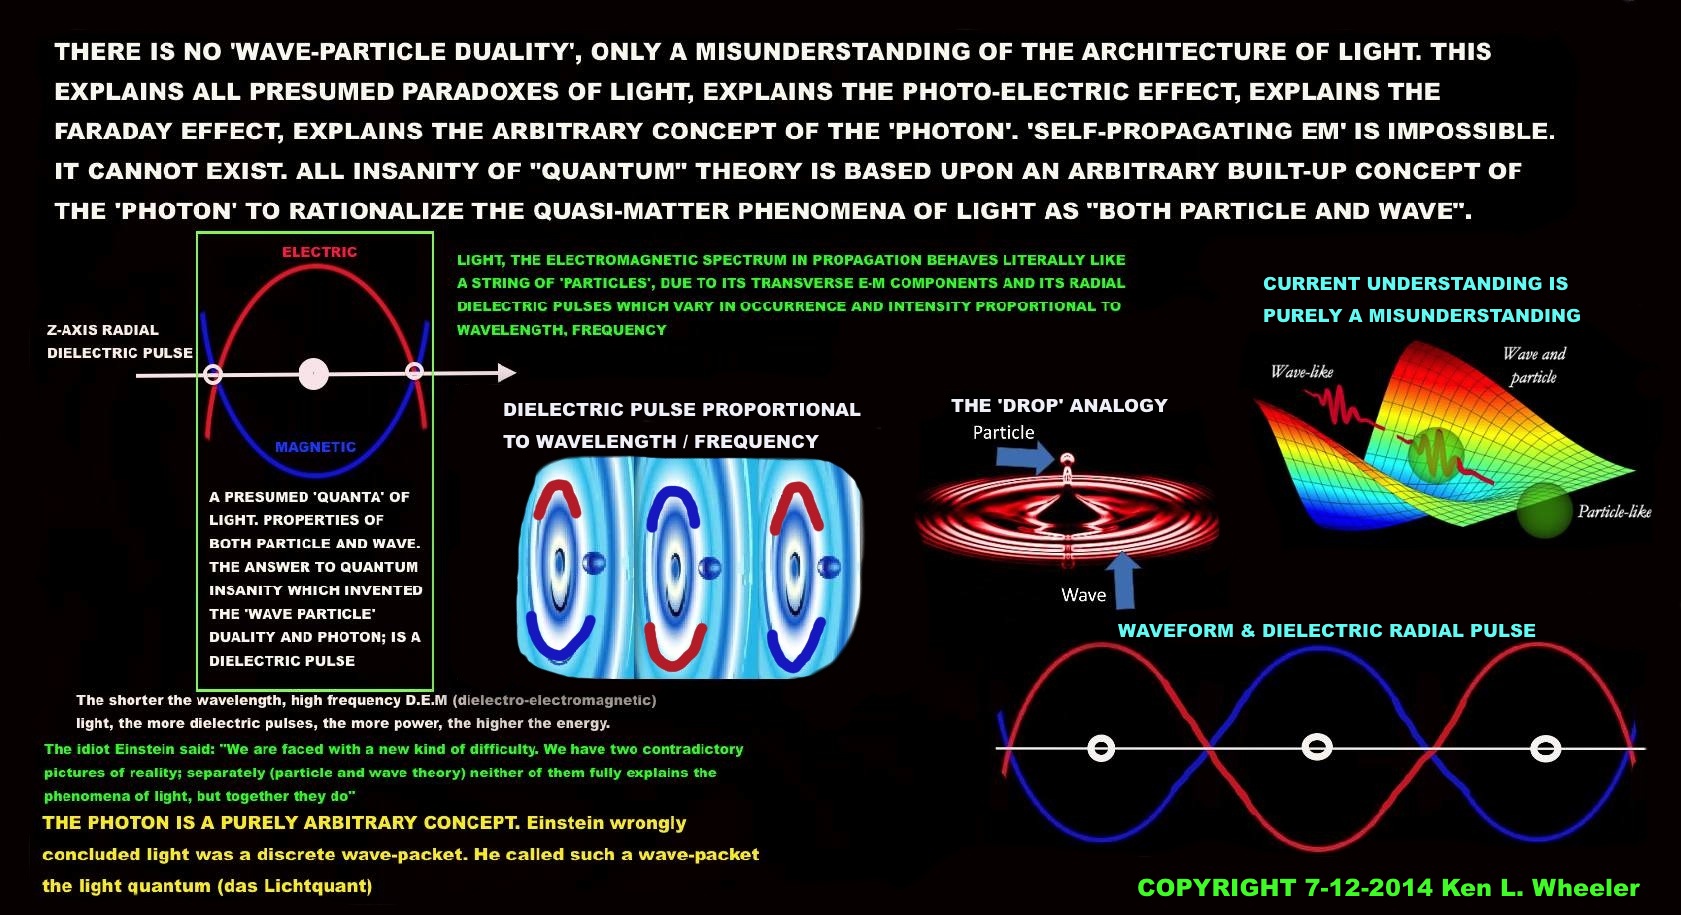 THERE IS NO 'WAVE-PARTICLE DUALITY', ONLY A MISUNDERSTANDING OF THE ARCHITECTURE OF LIGHT. THIS
EXPLAINS ALL PRESUMED PARADOXES OF LIGHT, EXPLAINS THE PHOTO-ELECTRIC EFFECT, EXPLAINS THE
FARADAY EFFECT, EXPLAINS THE ARBITRARY CONCEPT OF THE 'PHOTON'. 'SELF-PROPAGATING EM' IS IMPOSSIBLE.
IT CANNOT EXIST. ALL INSANITY OF "QUANTUM" THEORY IS BASED UPON AN ARBITRARY BUILT-UP CONCEPT OF
THE 'PHOTON' TO RATIONALIZE THE QUASI-MATTER PHENOMENA OF LIGHT AS "BOTH PARTICLE AND WAVE".
ELECTRIC
Z-AXIS RADIAL
DIELECTRIC PULSE
MAGNETIC
A PRESUMED 'QUANTA' OF
LIGHT. PROPERTIES OF
BOTH PARTICLE AND WAVE.
THE ANSWER TO QUANTUM
INSANITY WHICH INVENTED
THE 'WAVE PARTICLE'
DUALITY AND PHOTON; IS A
DIELECTRIC PULSE
LIGHT, THE ELECTROMAGNETIC SPECTRUM IN PROPAGATION BEHAVES LITERALLY LIKE
A STRING OF 'PARTICLES', DUE TO ITS TRANSVERSE E-M COMPONENTS AND ITS RADIAL
DIELECTRIC PULSES WHICH VARY IN OCCURRENCE AND INTENSITY PROPORTIONAL TO
WAVELENGTH, FREQUENCY
DIELECTRIC PULSE PROPORTIONAL
TO WAVELENGTH / FREQUENCY
THE 'DROP' ANALOGY
Particle
Wave
CURRENT UNDERSTANDING IS
PURELY A MISUNDERSTANDING
Wave-like
Wave and
particle
Particle-like
WAVEFORM & DIELECTRIC RADIAL PULSE
The shorter the wavelength, high frequency D.E.M (dielectro-electromagnetic)
light, the more dielectric pulses, the more power, the higher the energy.
The idiot Einstein said: "We are faced with a new kind of difficulty. We have two contradictory
pictures of reality; separately (particle and wave theory) neither of them fully explains the
phenomena of light, but together they do"
THE PHOTON IS A PURELY ARBITRARY CONCEPT. Einstein wrongly
concluded light was a discrete wave-packet. He called such a wave-packet
the light quantum (das Lichtquant)
COPYRIGHT 7-12-2014 Ken L. Wheeler